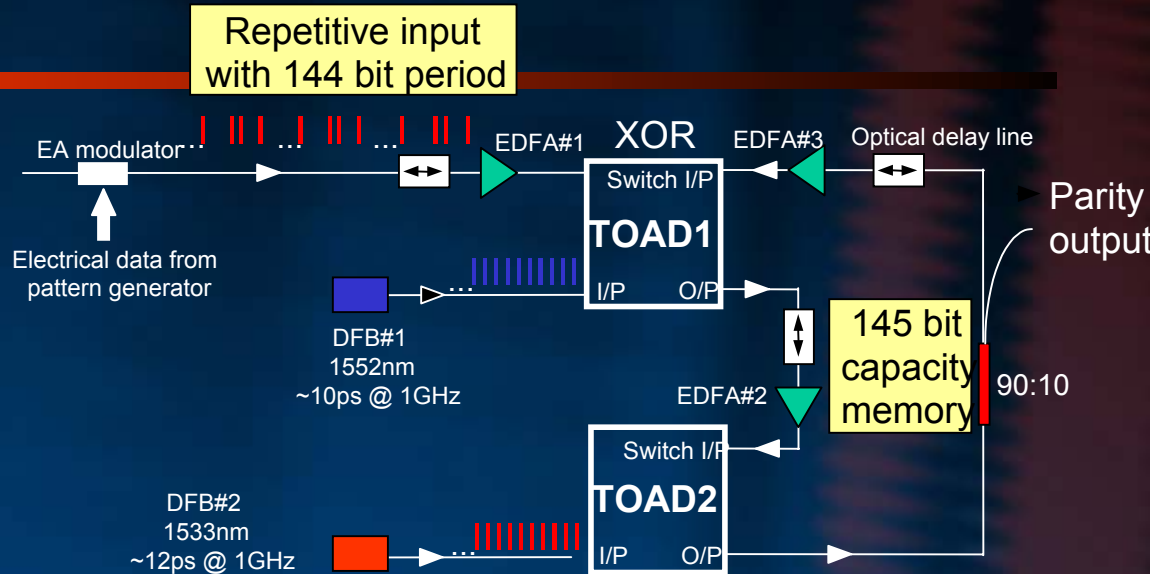 Repetitive input
with 144 bit period
EA modulator
...
...
...
EDFA#1
XOR
EDFA#3
Optical delay line
Switch I/P
TOAD1
Parity
output
Electrical data from
pattern generator
...
I/P
O/P
DFB#1
1552nm
~10ps @ 1GHz
145 bit
capacity
memory
90:10
EDFA#2
Switch I/P
TOAD2
DFB#2
1533nm
~12ps @ 1GHz
...
I/P
O/P